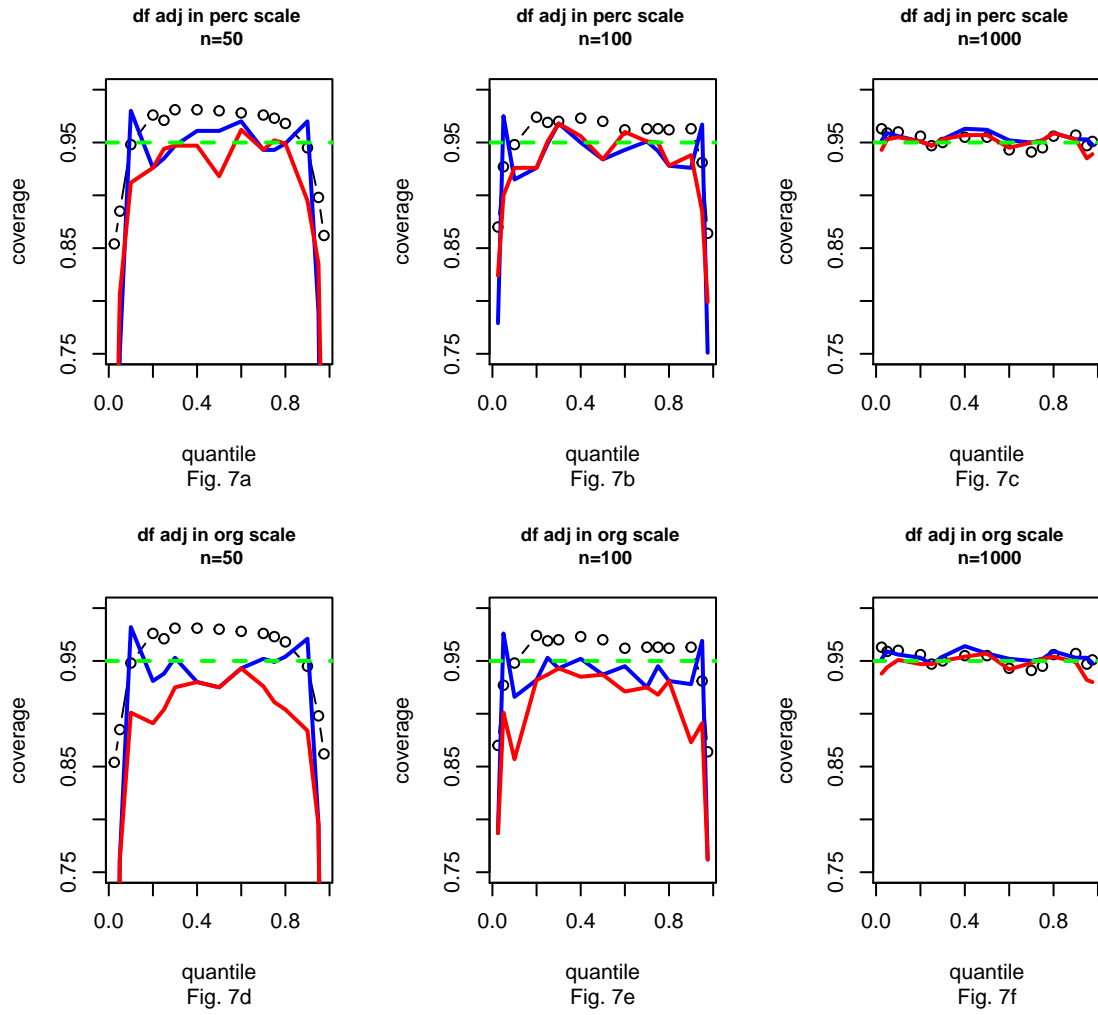 df adj in perc scale
n=50
df adj in perc scale
n=100
df adj in perc scale
n=1000
coverage
0.75 0.85 0.95
0.0 0.4 0.8
quantile
Fig. 7a
coverage
0.75 0.85 0.95
0.0 0.4 0.8
quantile
Fig. 7b
coverage
0.75 0.85 0.95
0.0 0.4 0.8
quantile
Fig. 7c
df adj in org scale
n=50
df adj in org scale
n=100
df adj in org scale
n=1000
coverage
0.75 0.85 0.95
0.0 0.4 0.8
quantile
Fig. 7d
coverage
0.75 0.85 0.95
0.0 0.4 0.8
quantile
Fig. 7e
coverage
0.75 0.85 0.95
0.0 0.4 0.8
quantile
Fig. 7f